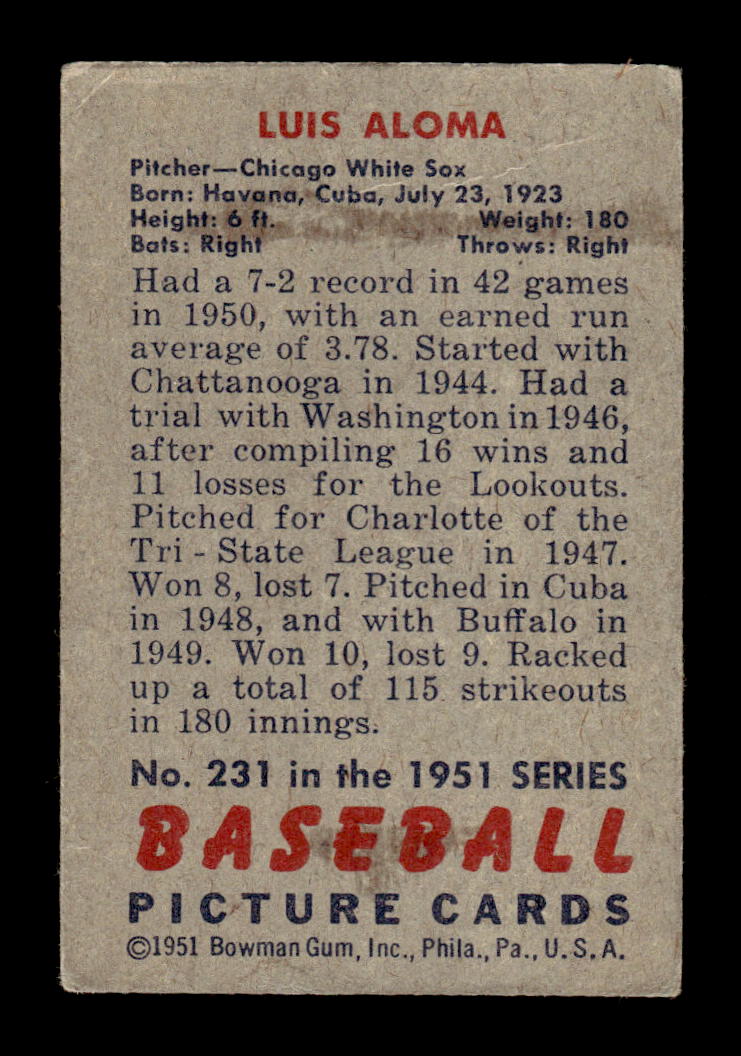 LUIS ALOMA
Pitcher—Chicago White Sox
Born: Havana, Cuba, July 23, 1923
Height: 6 ft. Weight: 180
Bats: Right Throws: Right
Had a 7-2 record in 42 games
in 1950, with an earned run
average of 3.78. Started with
Chattanooga in 1944. Had a
trial with Washington in 1946,
after compiling 16 wins and
11 losses for the Lookouts.
Pitched for Charlotte of the
Tri - State League in 1947.
Won 8, lost 7. Pitched in Cuba
in 1948, and with Buffalo in
1949. Won 10, lost 9. Racked
up a total of 115 strikeouts
in 180 innings.
No. 231 in the 1951 SERIES
BASEBALL
PICTURE CARDS
©1951 Bowman Gum, Inc., Phila., Pa., U. S. A.